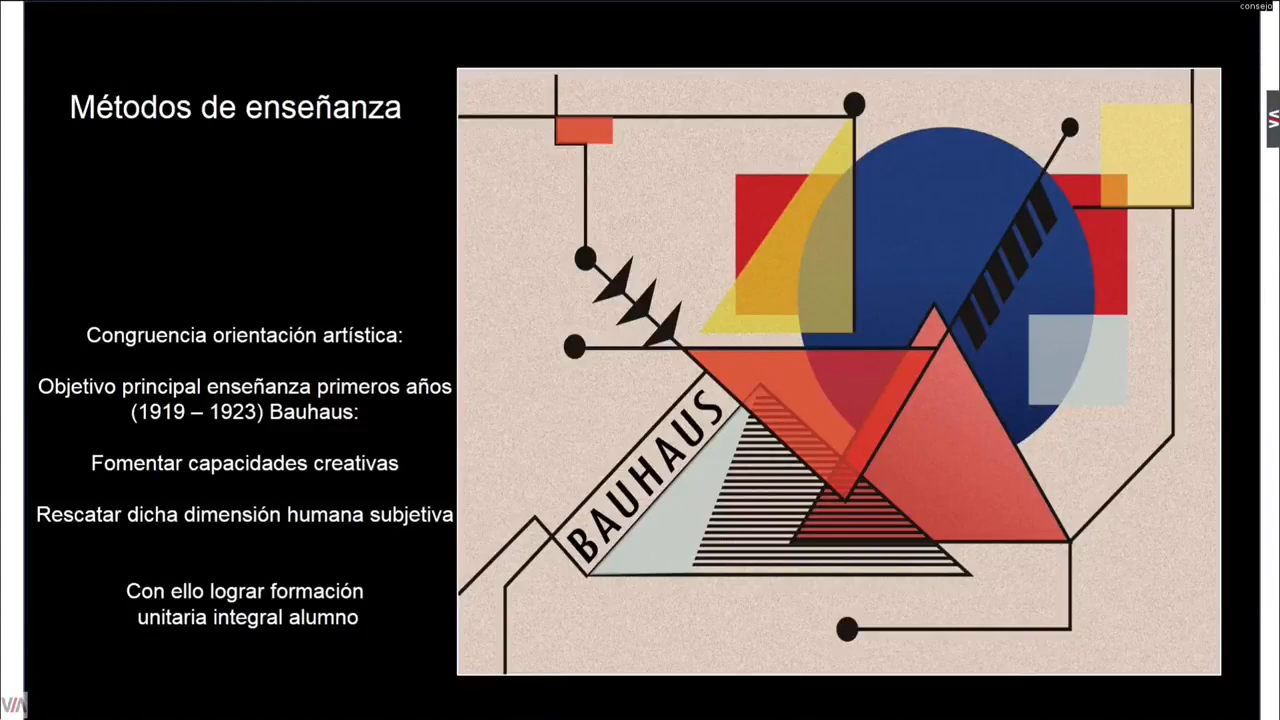 consejo
Métodos de enseñanza
Congruencia orientación artística:
Objetivo principal enseñanza primeros años
(1919 – 1923) Bauhaus:
Fomentar capacidades creativas
Rescatar dicha dimensión humana subjetiva
Con ello lograr formación
unitaria integral alumno
BAUHAUS
VIA